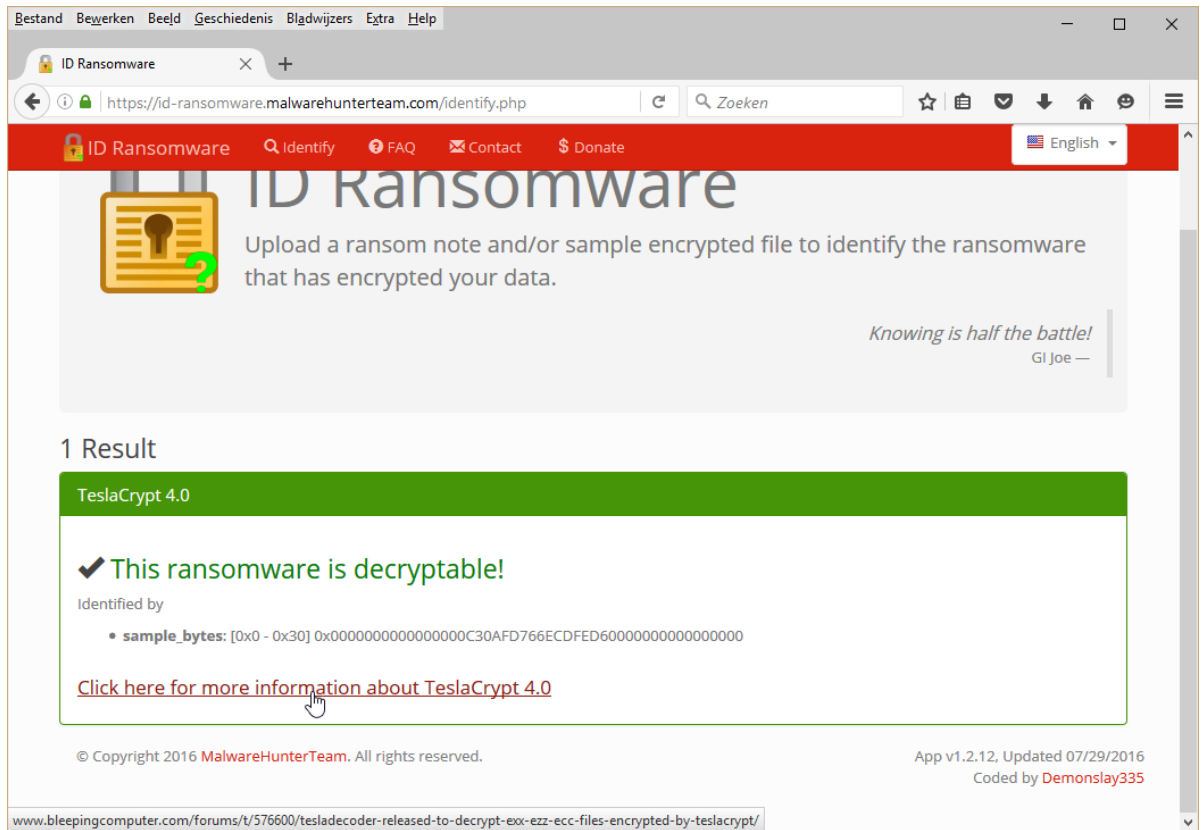 Bestand Bewerken Beeld Geschiedenis Bladwijzers Extra Help
ID Ransomware
https://id-ransomware.malwarehunterteam.com/identify.php
Zoeken
ID Ransomware Identify FAQ Contact $ Donate English
ID Ransomware
Upload a ransom note and/or sample encrypted file to identify the ransomware
that has encrypted your data.
Knowing is half the battle!
GI Joe —
1 Result
TeslaCrypt 4.0
This ransomware is decryptable!
Identified by
• sample_bytes: [0x0 - 0x30] 0x0000000000000000C30AFD766ECDFED60000000000000000
Click here for more information about TeslaCrypt 4.0
© Copyright 2016 MalwareHunterTeam. All rights reserved.
App v1.2.12, Updated 07/29/2016
Coded by Demonslay335
www.bleepingcomputer.com/forums/t/576600/tesladecoder-released-to-decrypt-exx-ezz-ecc-files-encrypted-by-teslacrypt/